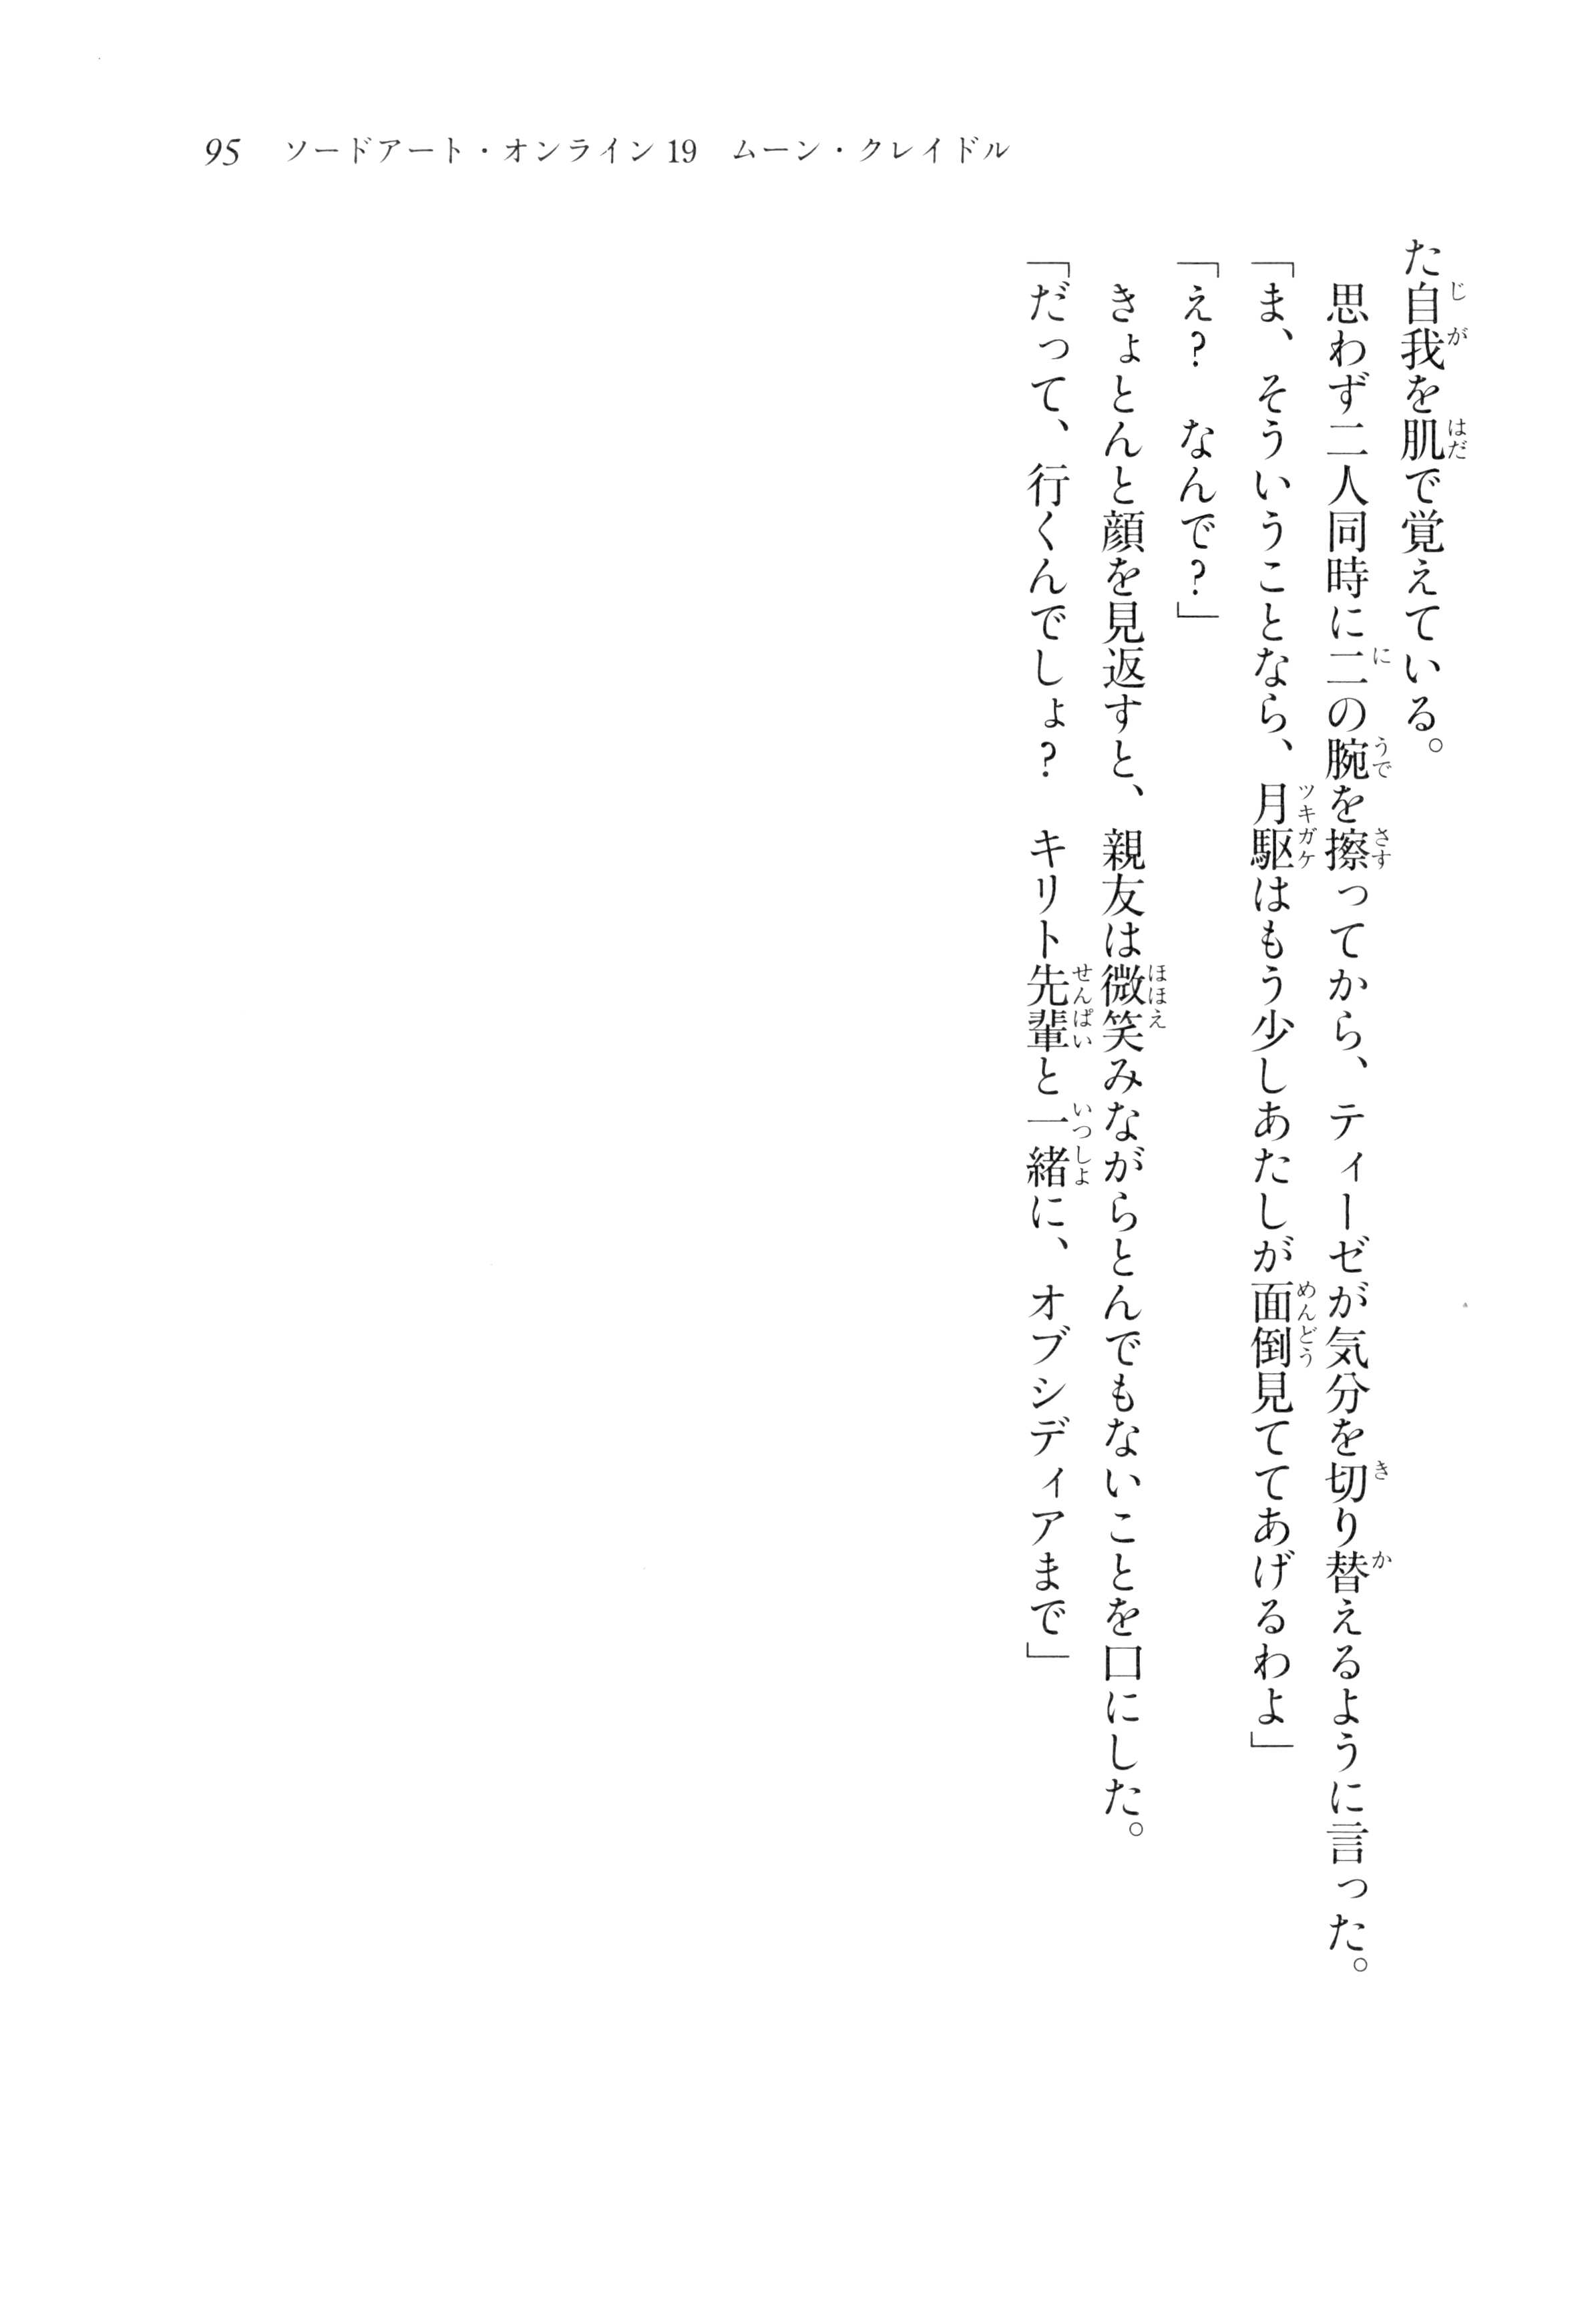 95 ソードアート・オンライン19 ムーン・クレイドル
た自我を肌で覚えている。
思わず二人同時に二の腕を擦ってから、ティーゼが気分を切り替えるように言った。
「ま、そういうことなら、月駆はもう少しあたしが面倒見ててあげるわよ」
「え？ なんで？」
きょとんと顔を見返すと、親友は微笑みながらとんでもないことを口にした。
「だって、行くんでしょ？ キリト先輩と一緒に、オブシディアまで」